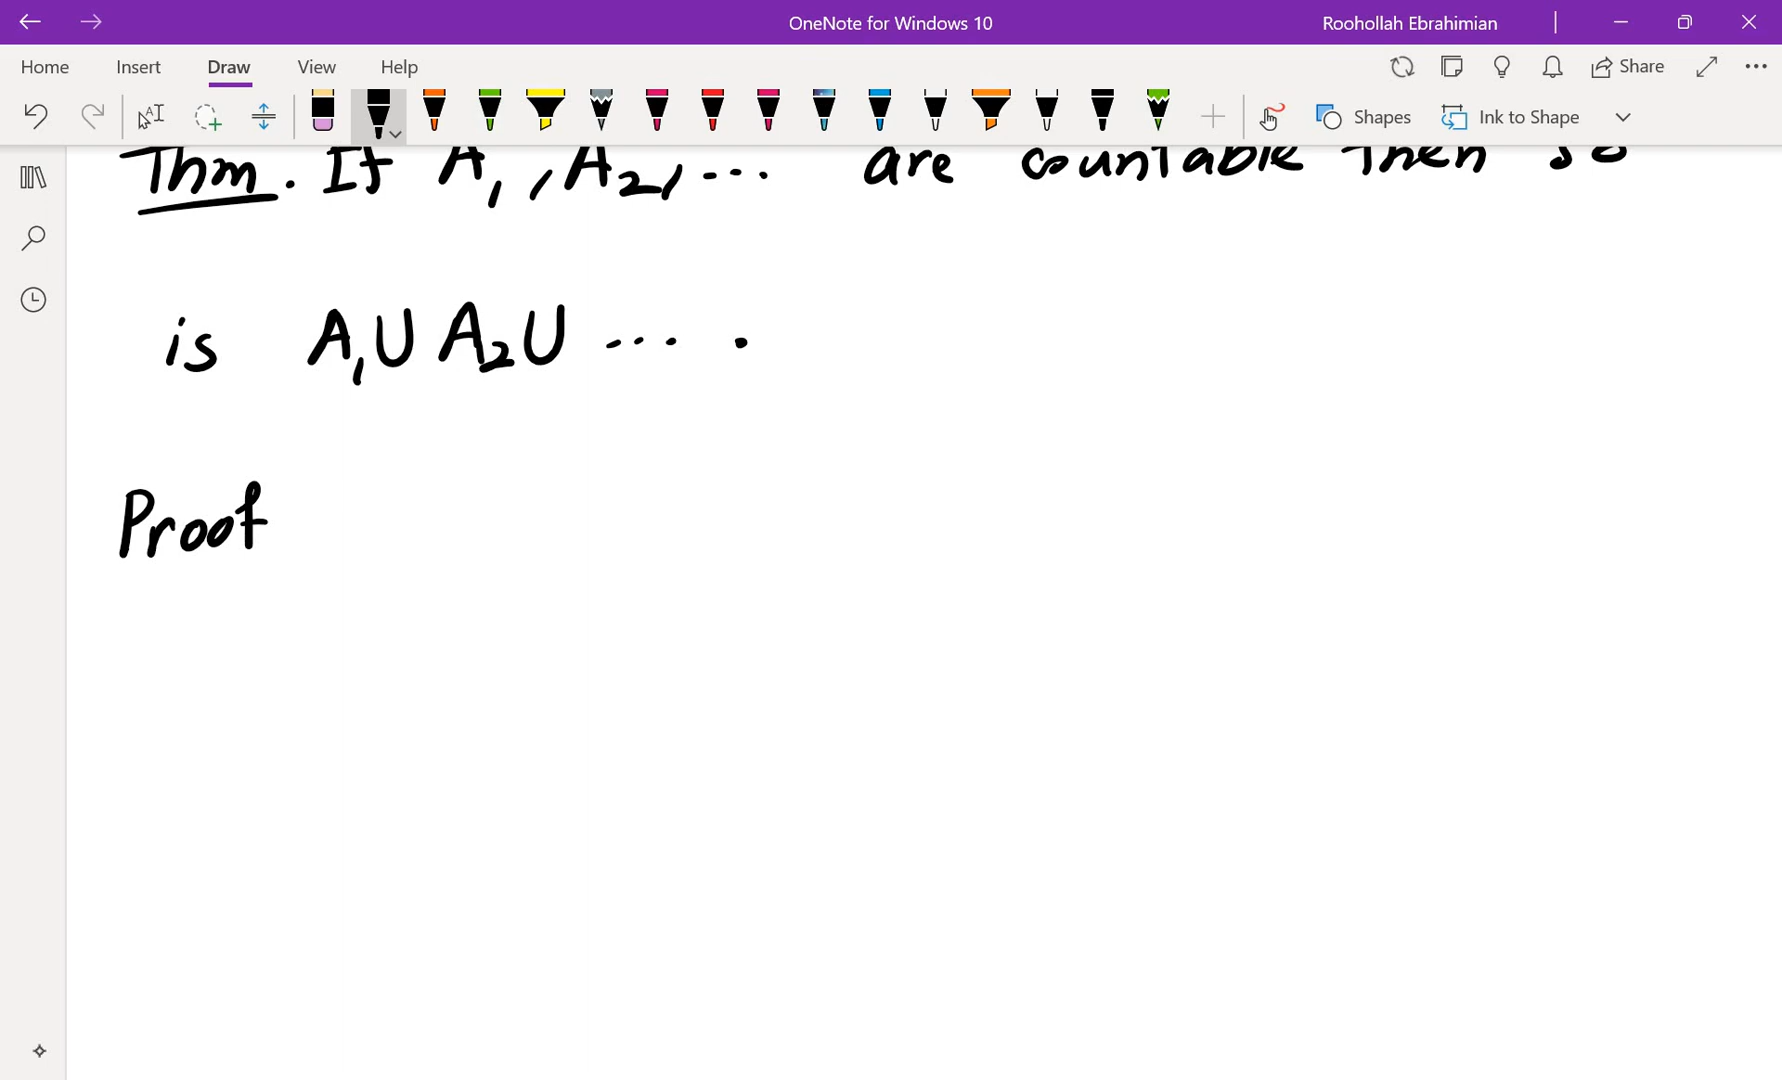 OneNote for Windows 10
Roohollah Ebrahimian
Home Insert Draw View Help
Share
Shapes
Ink to Shape
Thm. If A₁, A₂, ... are countable then so
is A₁ ∪ A₂ ∪ ... .
Proof